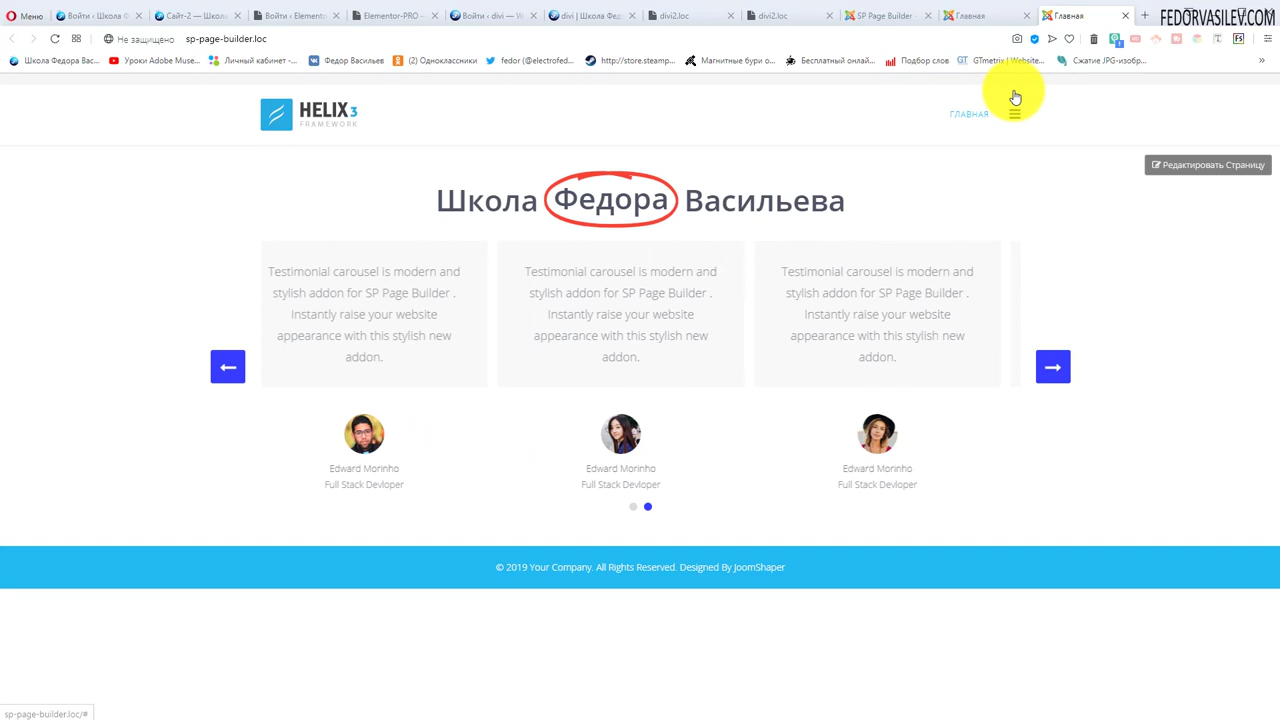 Меню
Войти ‹ Школа Ф
Сайт-2 — Школа
Войти ‹ Elemento
Elementor-PRO –
Войти ‹ divi — W
divi | Школа Фед
divi2.loc
divi2.loc
SP Page Builder -
Главная
Главная
FEDORVASILEV.COM
Не защищено sp-page-builder.loc
Школа Федора Вас...
Уроки Adobe Muse...
Личный кабинет -...
Федор Васильев
(2) Одноклассники
fedor (@electrofed...
http://store.steamp...
Магнитные бури о...
Бесплатный онлай...
Подбор слов
GTmetrix | Website...
Сжатие JPG-изобр...
HELIX3
FRAMEWORK
ГЛАВНАЯ
Редактировать Страницу
Школа Федора Васильева
Testimonial carousel is modern and
stylish addon for SP Page Builder .
Instantly raise your website
appearance with this stylish new
addon.
Testimonial carousel is modern and
stylish addon for SP Page Builder .
Instantly raise your website
appearance with this stylish new
addon.
Testimonial carousel is modern and
stylish addon for SP Page Builder .
Instantly raise your website
appearance with this stylish new
addon.
Edward Morinho
Full Stack Devloper
Edward Morinho
Full Stack Devloper
Edward Morinho
Full Stack Devloper
© 2019 Your Company. All Rights Reserved. Designed By JoomShaper
sp-page-builder.loc/#